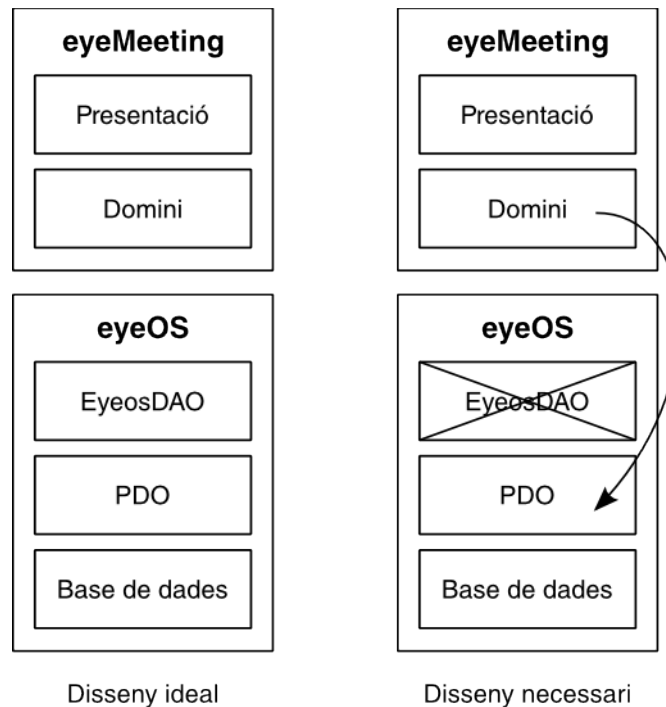 eyeMeeting
Presentació
Domini
eyeOS
EyeosDAO
PDO
Base de dades
Disseny ideal
eyeMeeting
Presentació
Domini
eyeOS
EyeosDAO
PDO
Base de dades
Disseny necessari